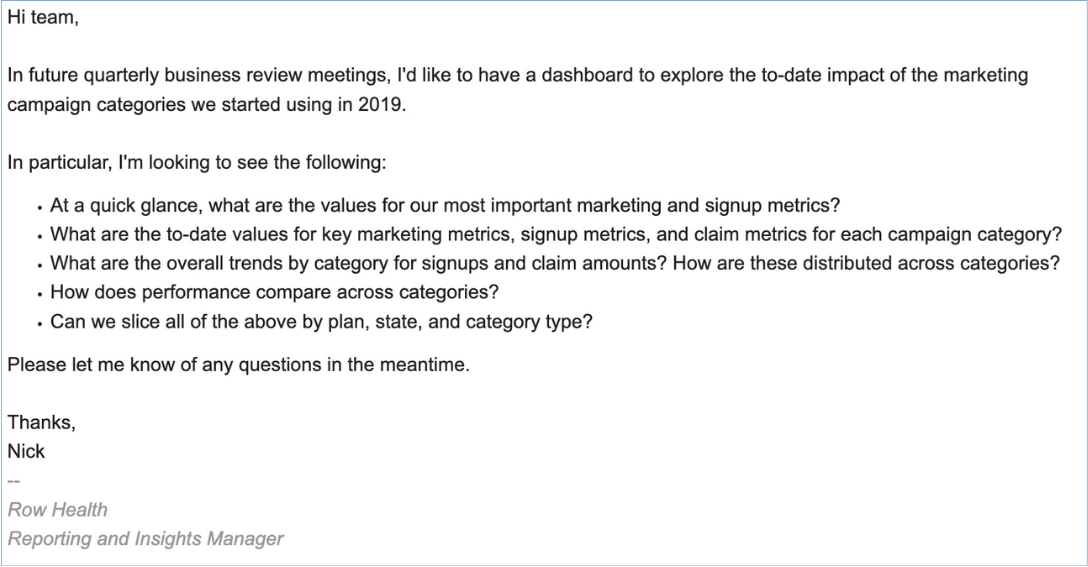 Hi team,
In future quarterly business review meetings, I'd like to have a dashboard to explore the to-date impact of the marketing
campaign categories we started using in 2019.
In particular, I'm looking to see the following:
• At a quick glance, what are the values for our most important marketing and signup metrics?
• What are the to-date values for key marketing metrics, signup metrics, and claim metrics for each campaign category?
• What are the overall trends by category for signups and claim amounts? How are these distributed across categories?
• How does performance compare across categories?
• Can we slice all of the above by plan, state, and category type?
Please let me know of any questions in the meantime.
Thanks,
Nick
--
Row Health
Reporting and Insights Manager